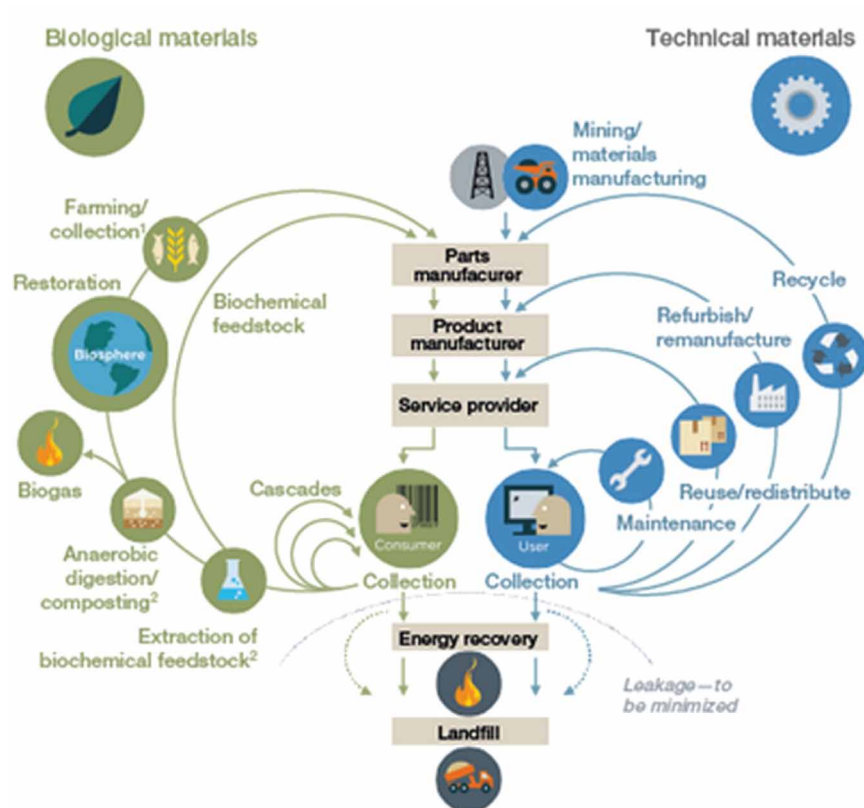 Biological materials
Technical materials
Mining/
materials
manufacturing
Farming/
collection¹
Restoration
Biosphere
Biochemical
feedstock
Parts
manufacurer
Product
manufacturer
Service provider
Recycle
Refurbish/
remanufacture
Biogas
Cascades
Consumer
User
Reuse/redistribute
Maintenance
Anaerobic
digestion/
composting²
Collection
Collection
Extraction of
biochemical feedstock²
Energy recovery
Leakage—to
be minimized
Landfill